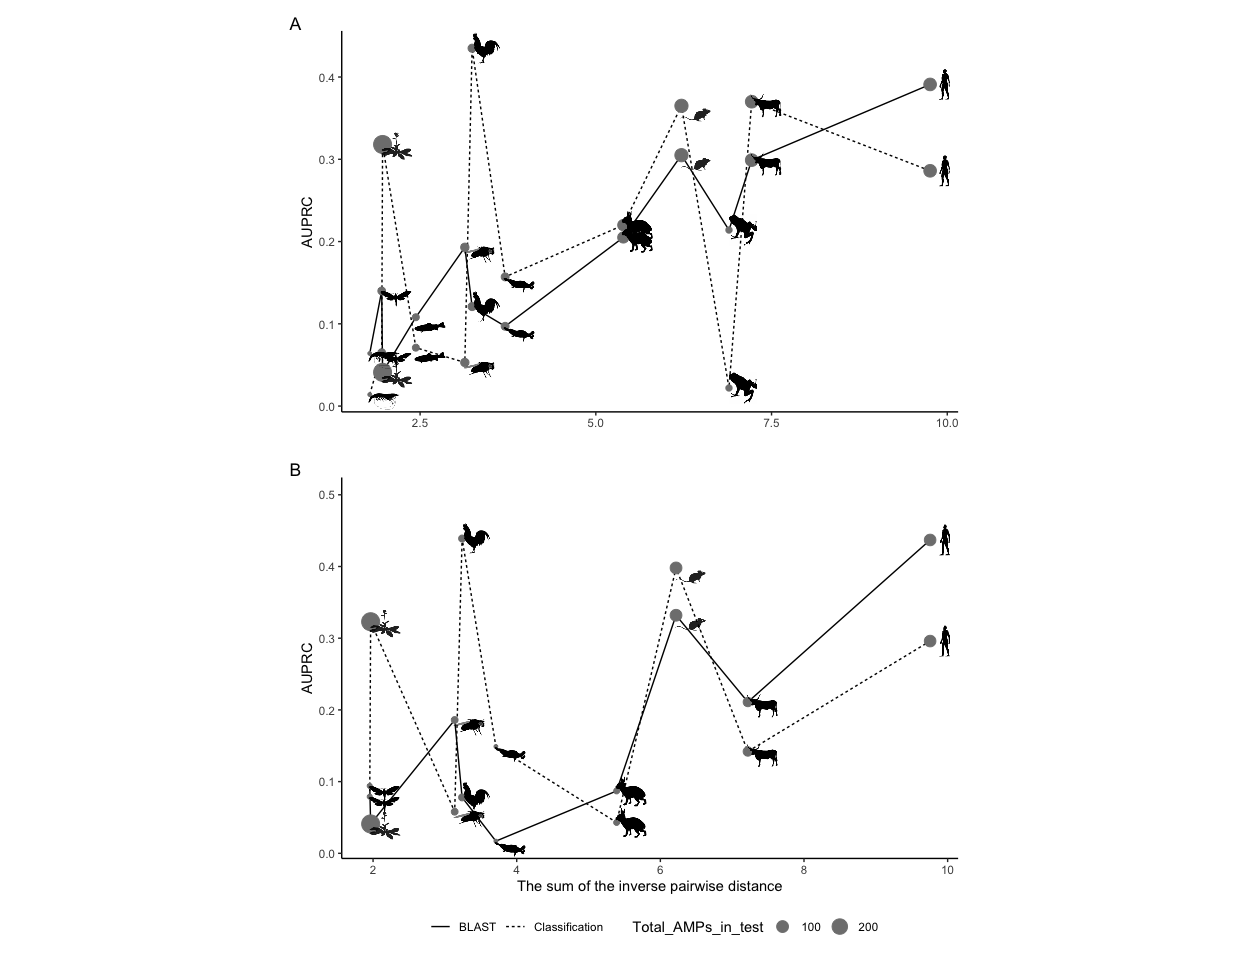 A
0.4
0.3
0.2
0.1
0.0
AUPRC
2.5 5.0 7.5 10.0
B
0.5
0.4
0.3
0.2
0.1
0.0
AUPRC
2 4 6 8 10
The sum of the inverse pairwise distance
BLAST Classification Total_AMPs_in_test 100 200